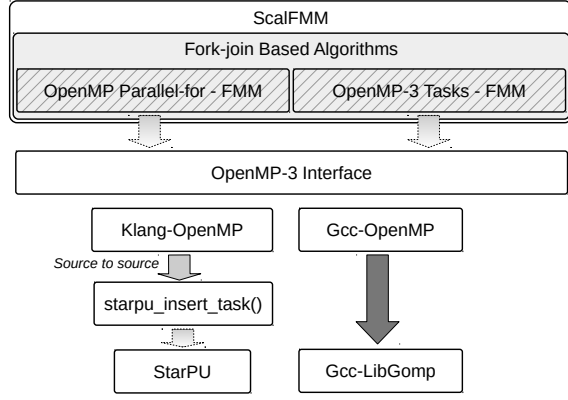 ScalFMM
Fork-join Based Algorithms
OpenMP Parallel-for - FMM
OpenMP-3 Tasks - FMM
OpenMP-3 Interface
Klang-OpenMP
Gcc-OpenMP
Source to source
starpu_insert_task()
StarPU
Gcc-LibGomp